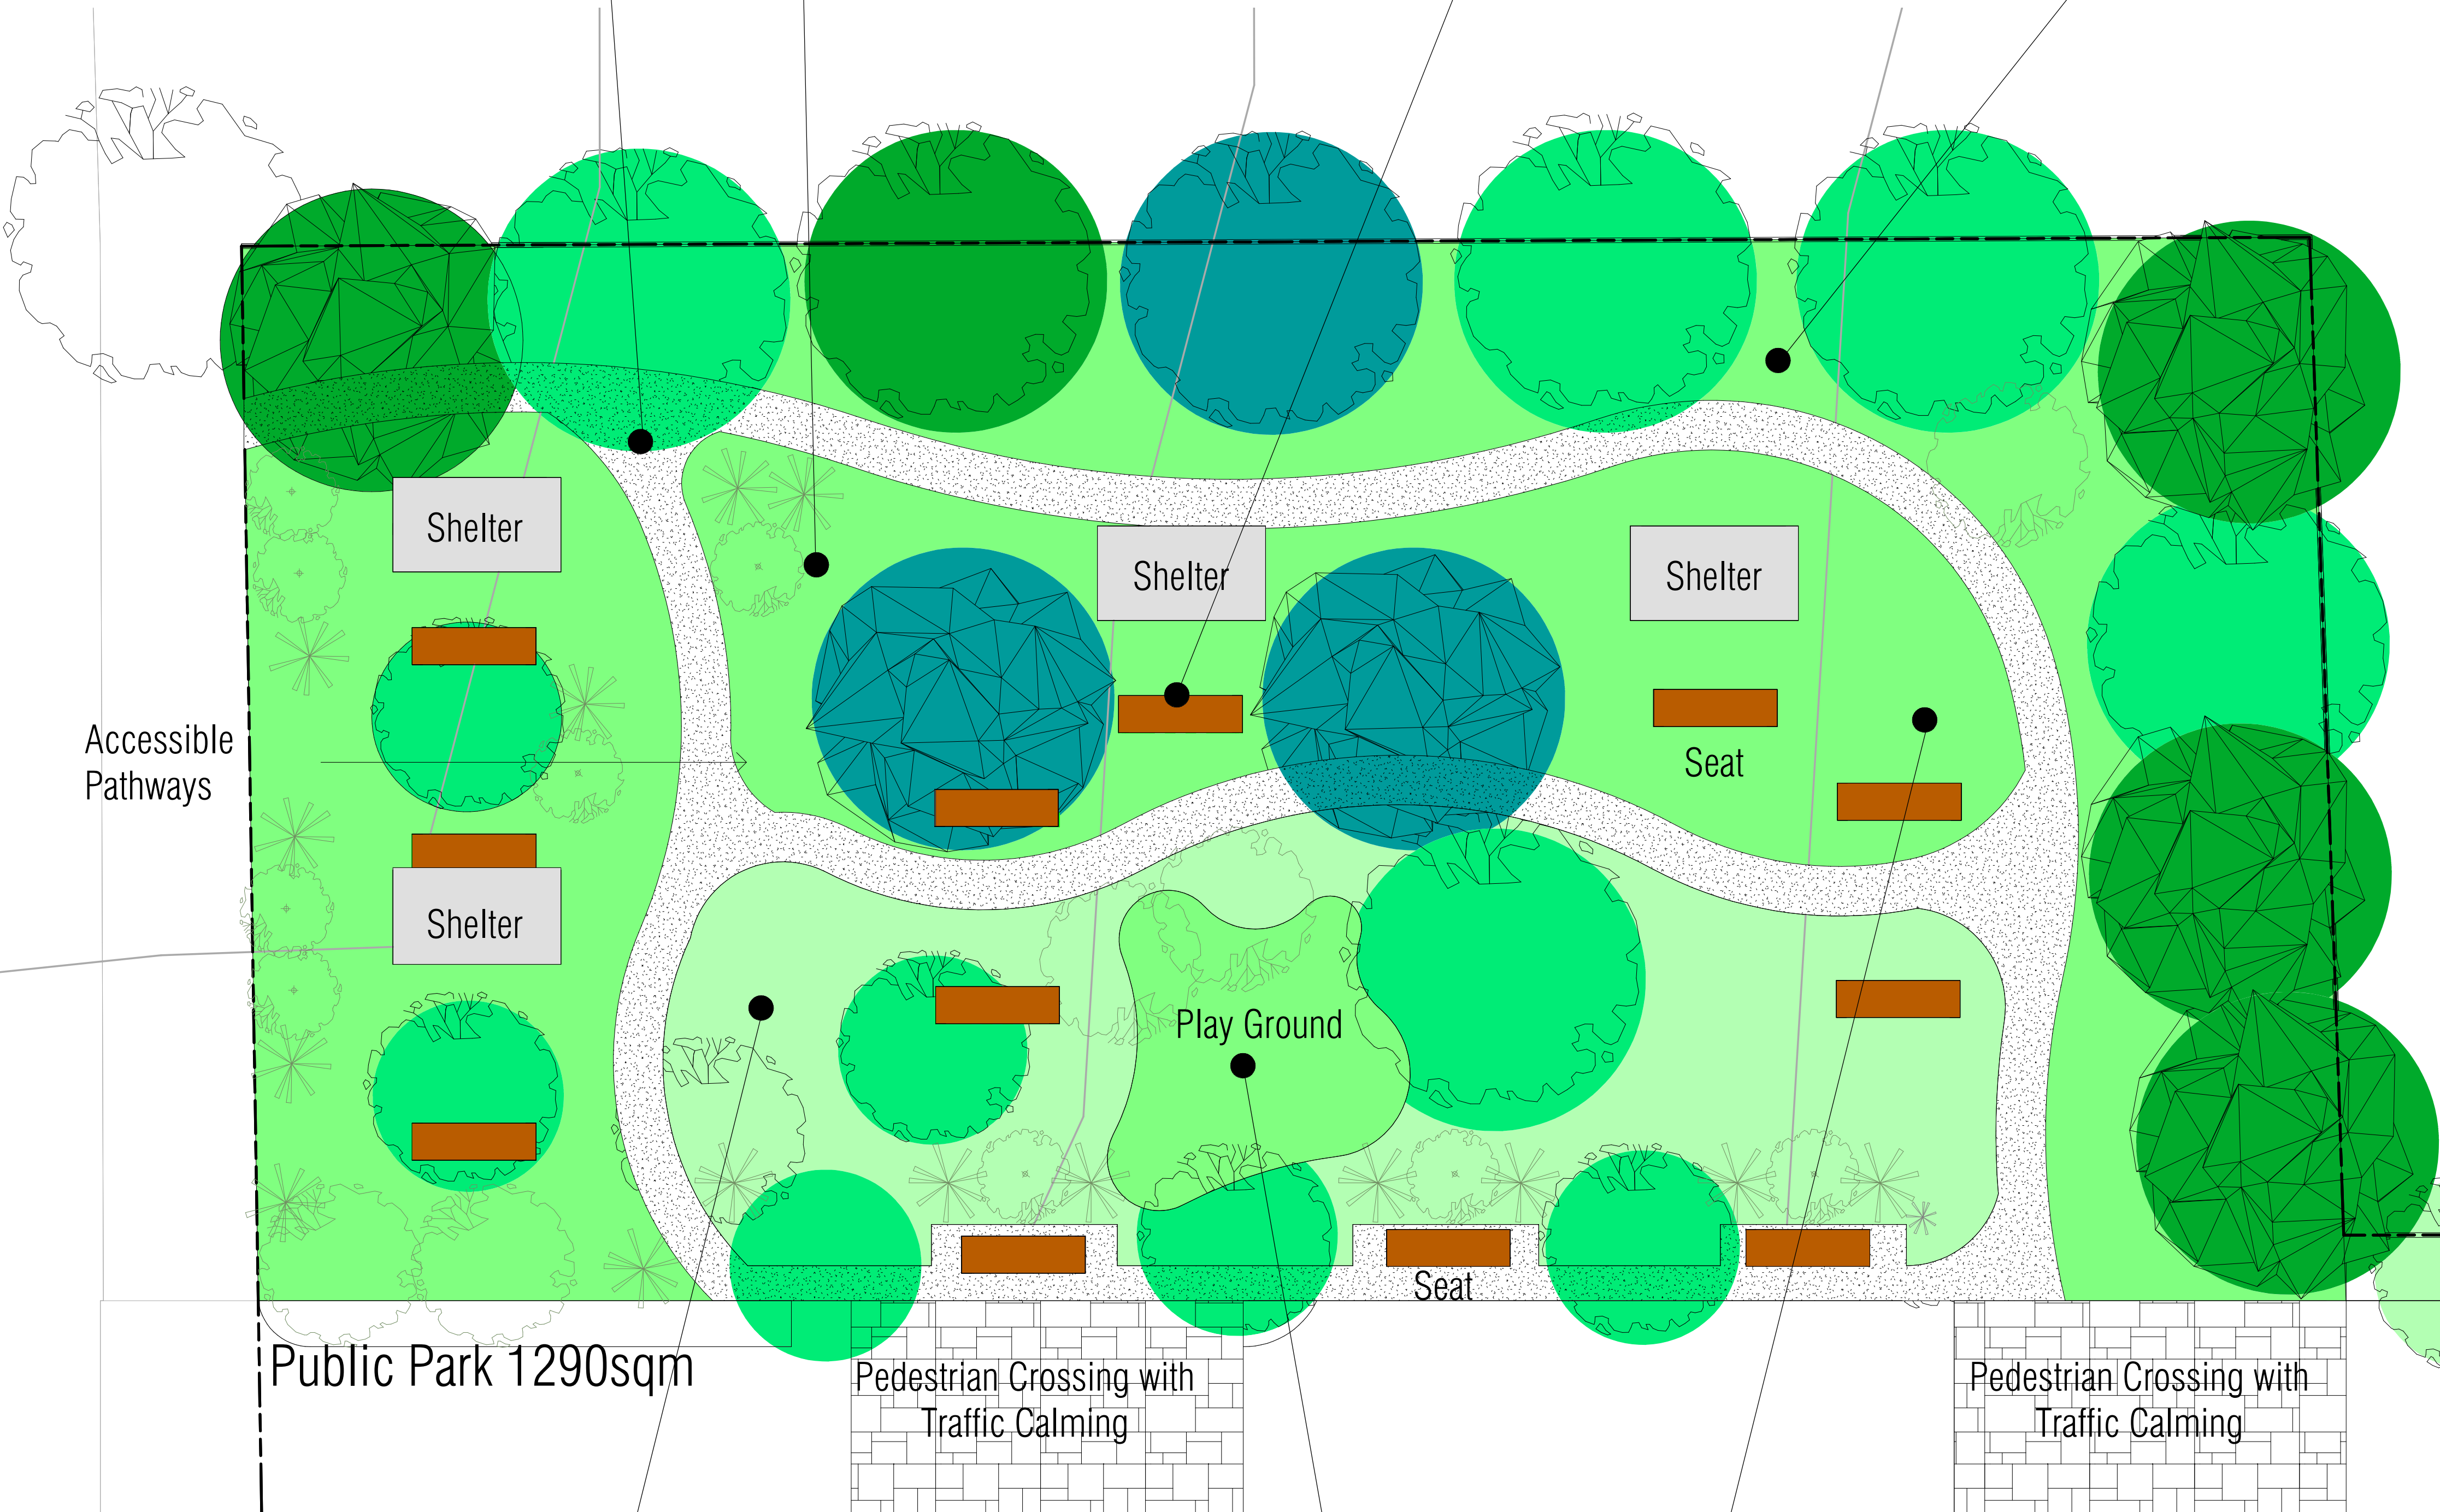 Shelter
Shelter
Shelter
Accessible
Pathways
Seat
Shelter
Play Ground
Seat
Public Park 1290sqm
Pedestrian Crossing with
Traffic Calming
Pedestrian Crossing with
Traffic Calming